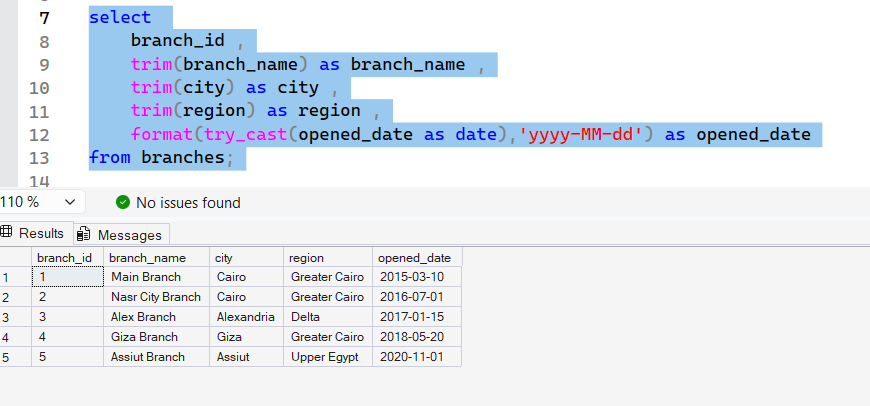 7 select
8 branch_id ,
9 trim(branch_name) as branch_name ,
10 trim(city) as city ,
11 trim(region) as region ,
12 format(try_cast(opened_date as date),'yyyy-MM-dd') as opened_date
13 from branches;
14
110 % No issues found
Results Messages
branch_id branch_name city region opened_date
1 1 Main Branch Cairo Greater Cairo 2015-03-10
2 2 Nasr City Branch Cairo Greater Cairo 2016-07-01
3 3 Alex Branch Alexandria Delta 2017-01-15
4 4 Giza Branch Giza Greater Cairo 2018-05-20
5 5 Assiut Branch Assiut Upper Egypt 2020-11-01